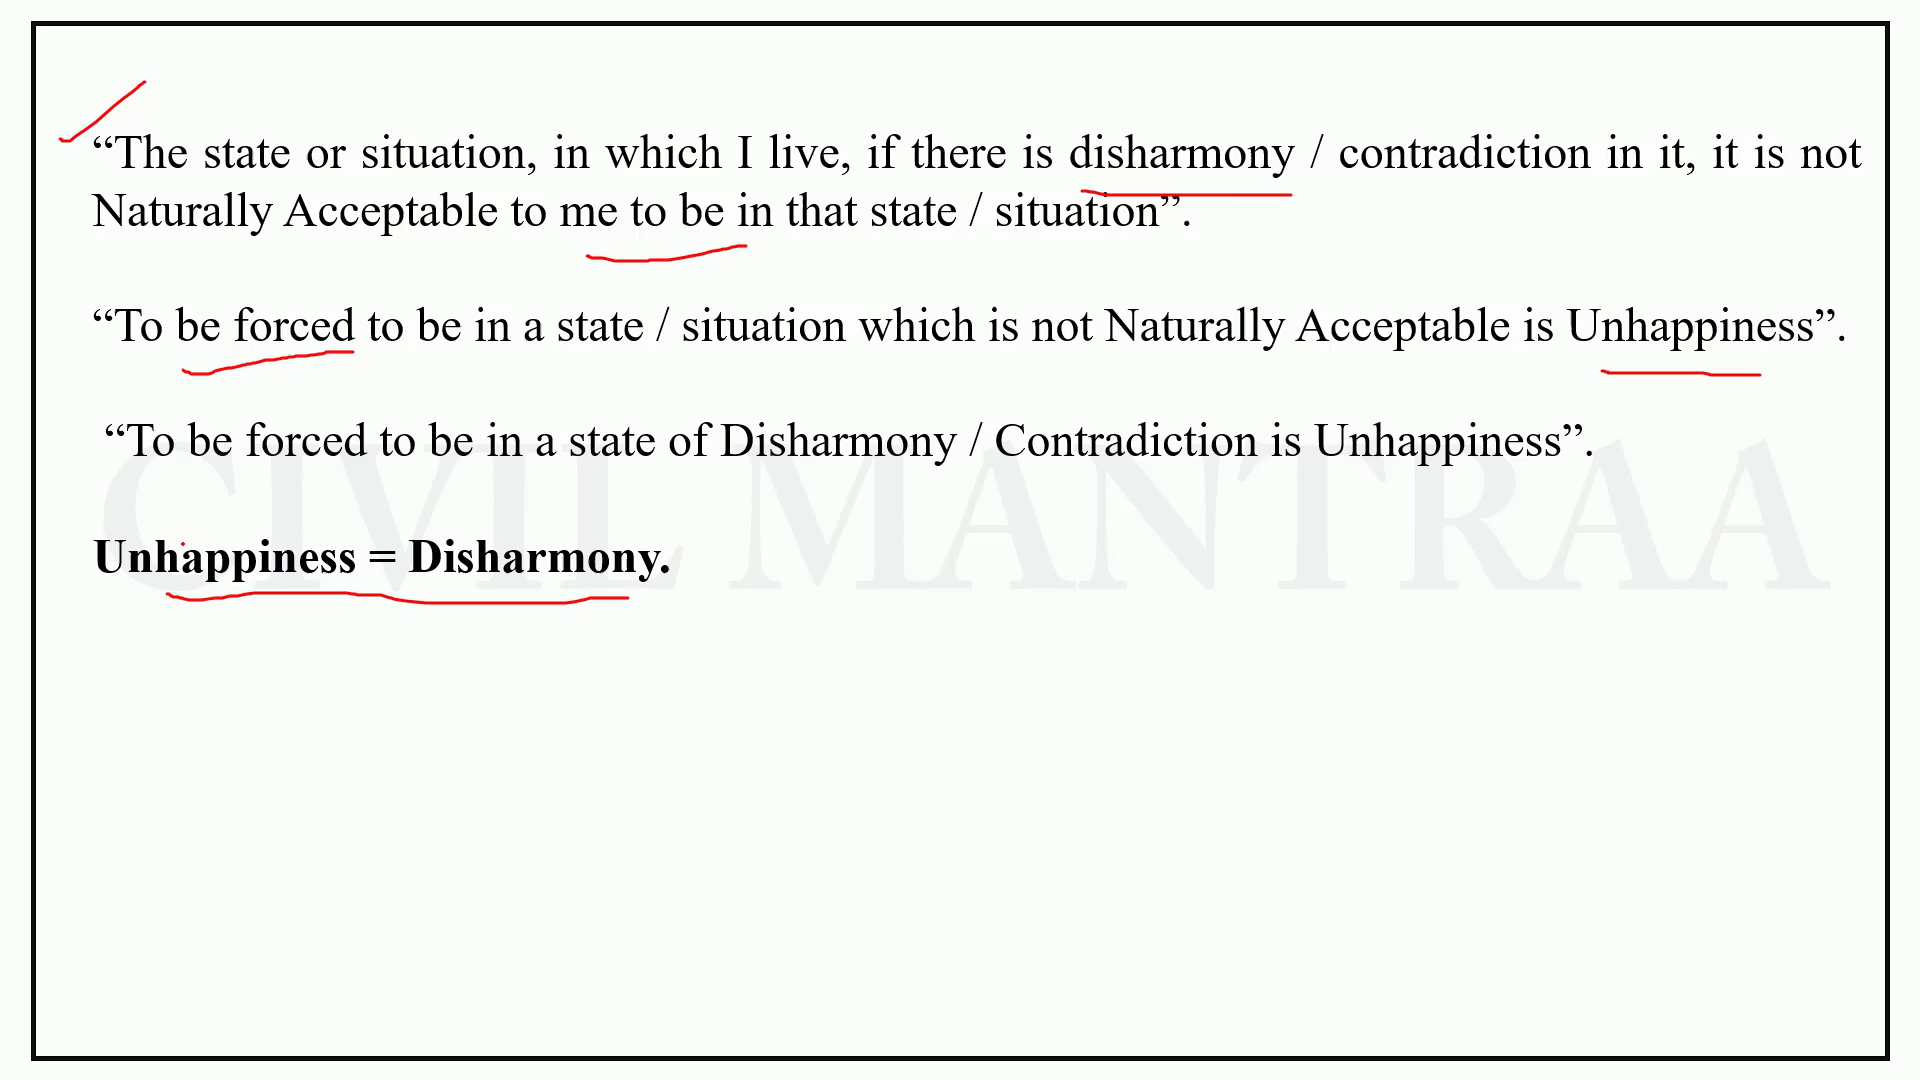 “The state or situation, in which I live, if there is disharmony / contradiction in it, it is not
Naturally Acceptable to me to be in that state / situation”.
“To be forced to be in a state / situation which is not Naturally Acceptable is Unhappiness”.
“To be forced to be in a state of Disharmony / Contradiction is Unhappiness”.
CIVIL MANTRAA
Unhappiness = Disharmony.